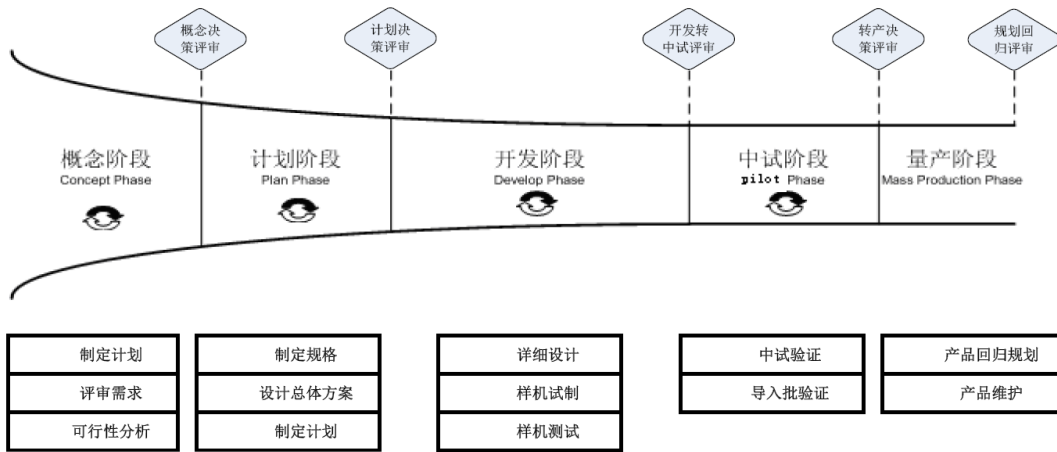 概念决
策评审
计划决
策评审
开发转
中试评审
转产决
策评审
规划回
归评审
概念阶段
Concept Phase
计划阶段
Plan Phase
开发阶段
Develop Phase
中试阶段
pilot Phase
量产阶段
Mass Production Phase
制定计划
评审需求
可行性分析
制定规格
设计总体方案
制定计划
详细设计
样机试制
样机测试
中试验证
导入批验证
产品回归规划
产品维护